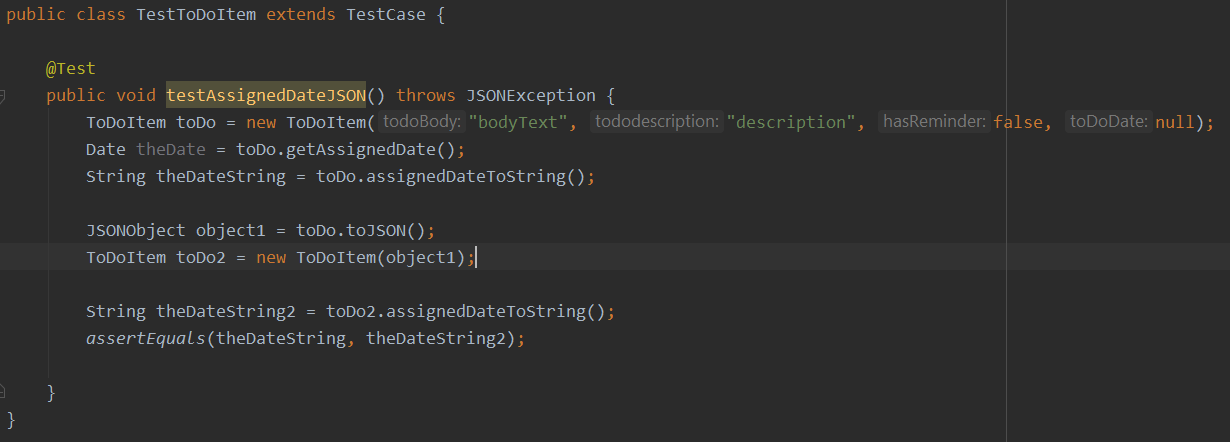 public class TestToDoItem extends TestCase {
@Test
public void testAssignedDateJSON() throws JSONException {
ToDoItem toDo = new ToDoItem( todoBody: "bodyText", tododescription: "description", hasReminder: false, toDoDate: null);
Date theDate = toDo.getAssignedDate();
String theDateString = toDo.assignedDateToString();
JSONObject object1 = toDo.toJSON();
ToDoItem toDo2 = new ToDoItem(object1);
String theDateString2 = toDo2.assignedDateToString();
assertEquals(theDateString, theDateString2);
}
}